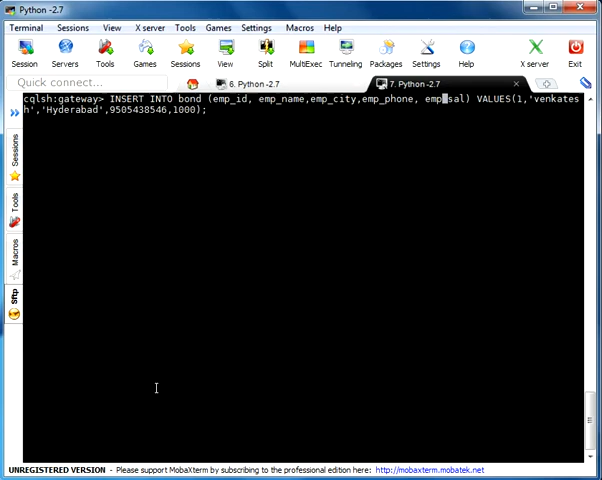 Python -2.7
Terminal Sessions View X server Tools Games Settings Macros Help
Session Servers Tools Games Sessions View Split MultiExec Tunneling Packages Settings Help X server Exit
Quick connect... 6. Python -2.7 7. Python -2.7
cqlsh:gateway> INSERT INTO bond (emp_id, emp_name,emp_city,emp_phone, emp_sal) VALUES(1,'venkates
h','Hyderabad',9505438546,1000);
Sessions
Tools
Macros
Sftp
UNREGISTERED VERSION - Please support MobaXterm by subscribing to the professional edition here: http://mobaxterm.mobatek.net